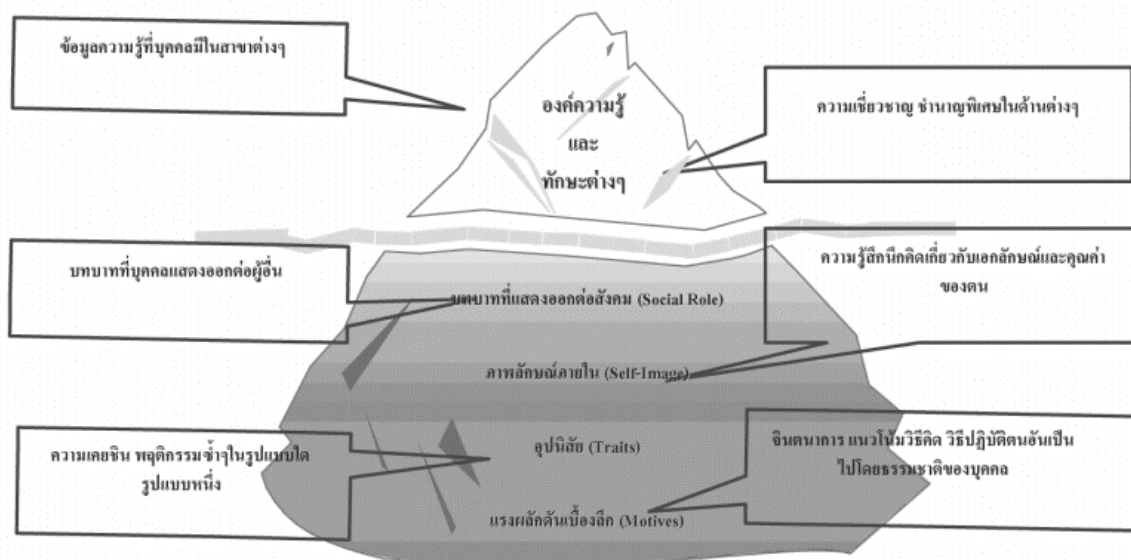 ข้อมูลความรู้ที่บุคคลมีในสาขาต่างๆ
องค์ความรู้
และ
ทักษะต่างๆ
ความเชี่ยวชาญ ชำนาญพิเศษในด้านต่างๆ
บทบาทที่บุคคลแสดงออกต่อผู้อื่น
บทบาทที่แสดงออกต่อสังคม (Social Role)
ความรู้สึกนึกคิดเกี่ยวกับเอกลักษณ์และคุณค่า
ของตน
ภาพลักษณ์ภายใน (Self-Image)
ความเคยชิน พฤติกรรมซ้ำๆในรูปแบบใด
รูปแบบหนึ่ง
อุปนิสัย (Traits)
จินตนาการ แนวโน้มวิธีคิด วิธีปฏิบัติตนอันเป็น
ไปโดยธรรมชาติของบุคคล
แรงผลักดันเบื้องลึก (Motives)